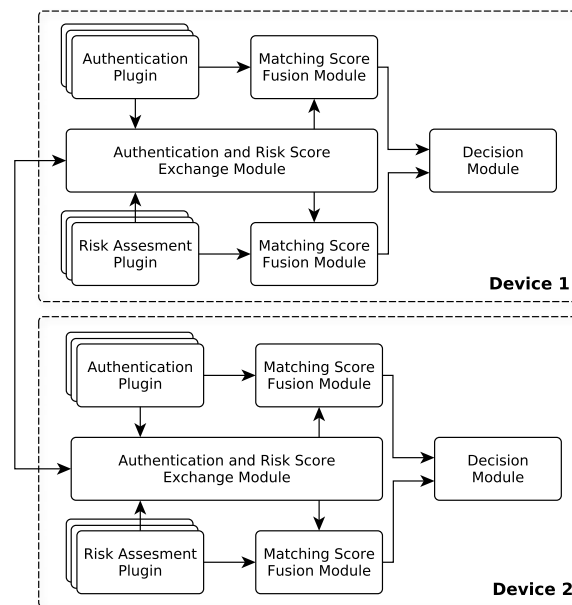 Authentication
Plugin
Matching Score
Fusion Module
Authentication and Risk Score
Exchange Module
Decision
Module
Risk Assesment
Plugin
Matching Score
Fusion Module
Device 1
Authentication
Plugin
Matching Score
Fusion Module
Authentication and Risk Score
Exchange Module
Decision
Module
Risk Assesment
Plugin
Matching Score
Fusion Module
Device 2